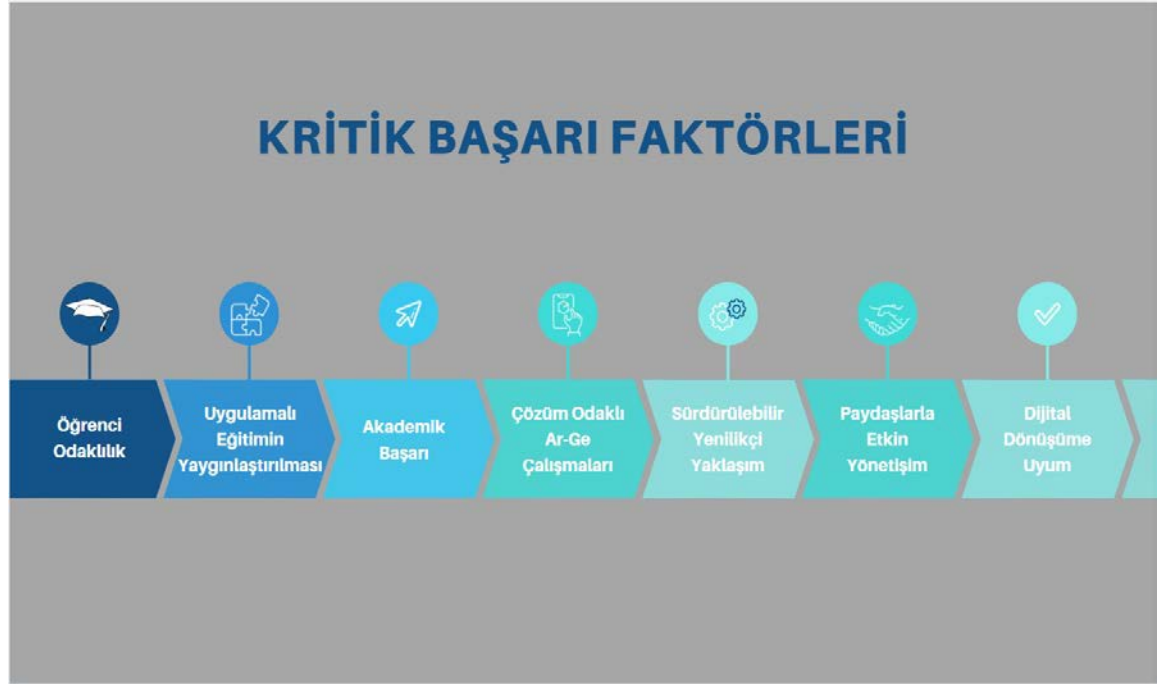 KRİTİK BAŞARI FAKTÖRLERİ
Öğrenci
Odaklılık
Uygulamalı
Eğitimin
Yaygınlaştırılması
Akademik
Başarı
Çözüm Odaklı
Ar-Ge
Çalışmaları
Sürdürülebilir
Yenilikçi
Yaklaşım
Paydaşlarla
Etkin
Yönetişim
Dijital
Dönüşüme
Uyum